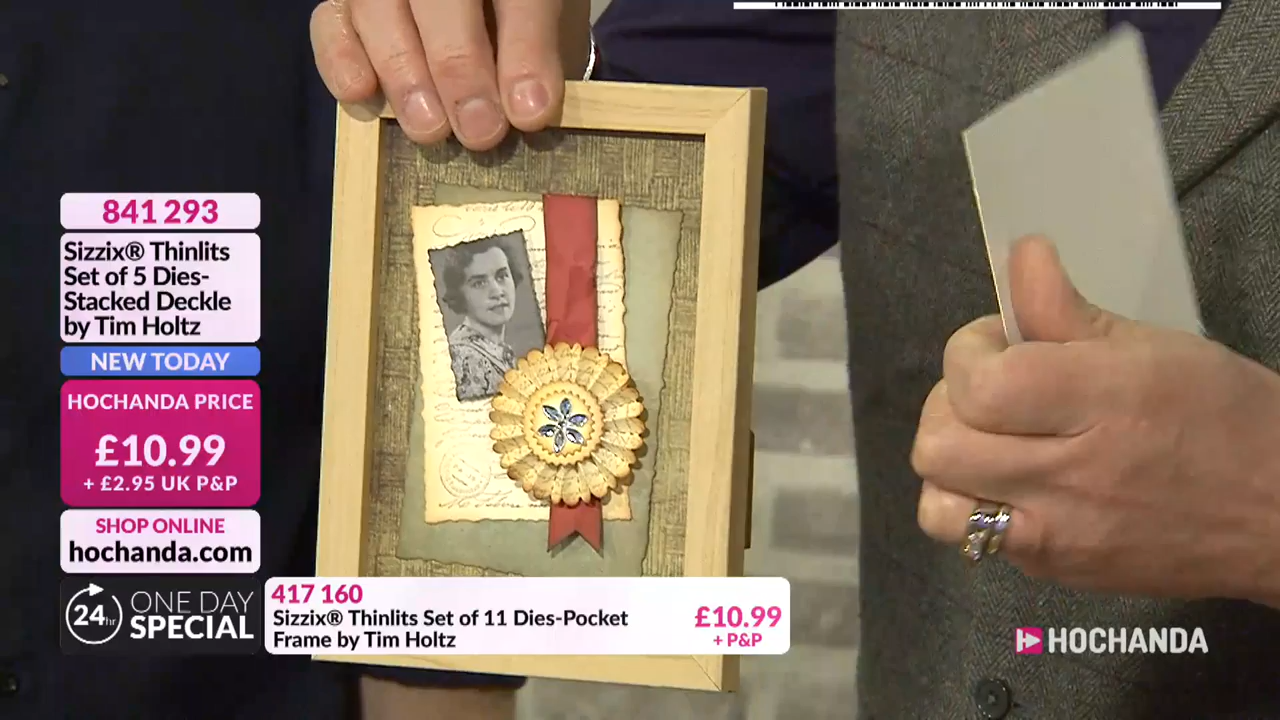 841 293
Sizzix® Thinlits
Set of 5 Dies-
Stacked Deckle
by Tim Holtz
NEW TODAY
HOCHANDA PRICE
£10.99
+ £2.95 UK P&P
SHOP ONLINE
hochanda.com
24hr
ONE DAY
SPECIAL
417 160
Sizzix® Thinlits Set of 11 Dies-Pocket
Frame by Tim Holtz
£10.99
+ P&P
HOCHANDA